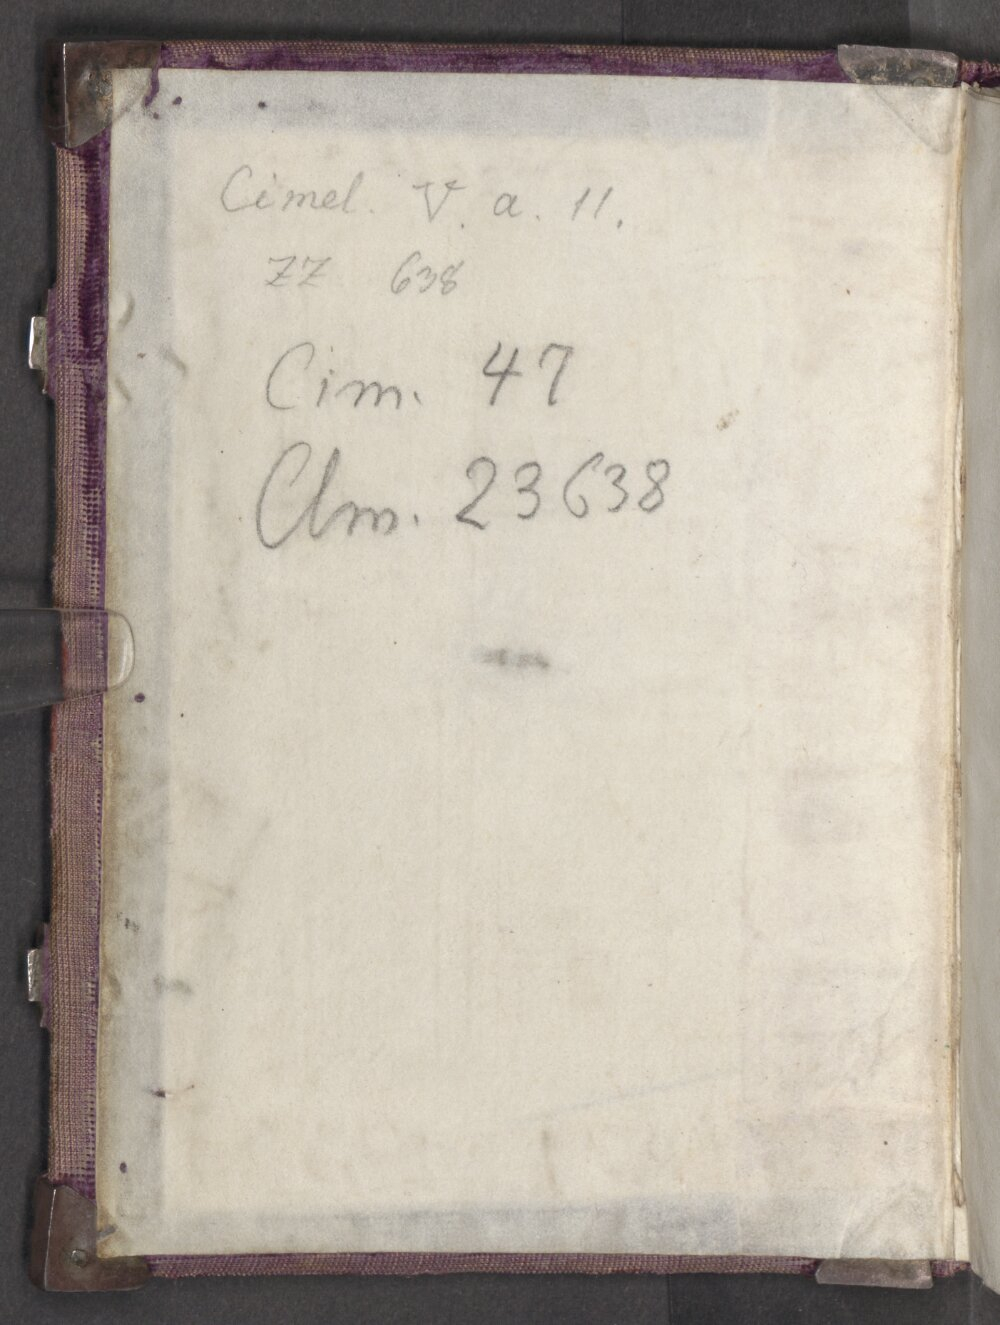 Cimel. V. a. 11.
ZZ 638
Cim. 47
Clm. 23638